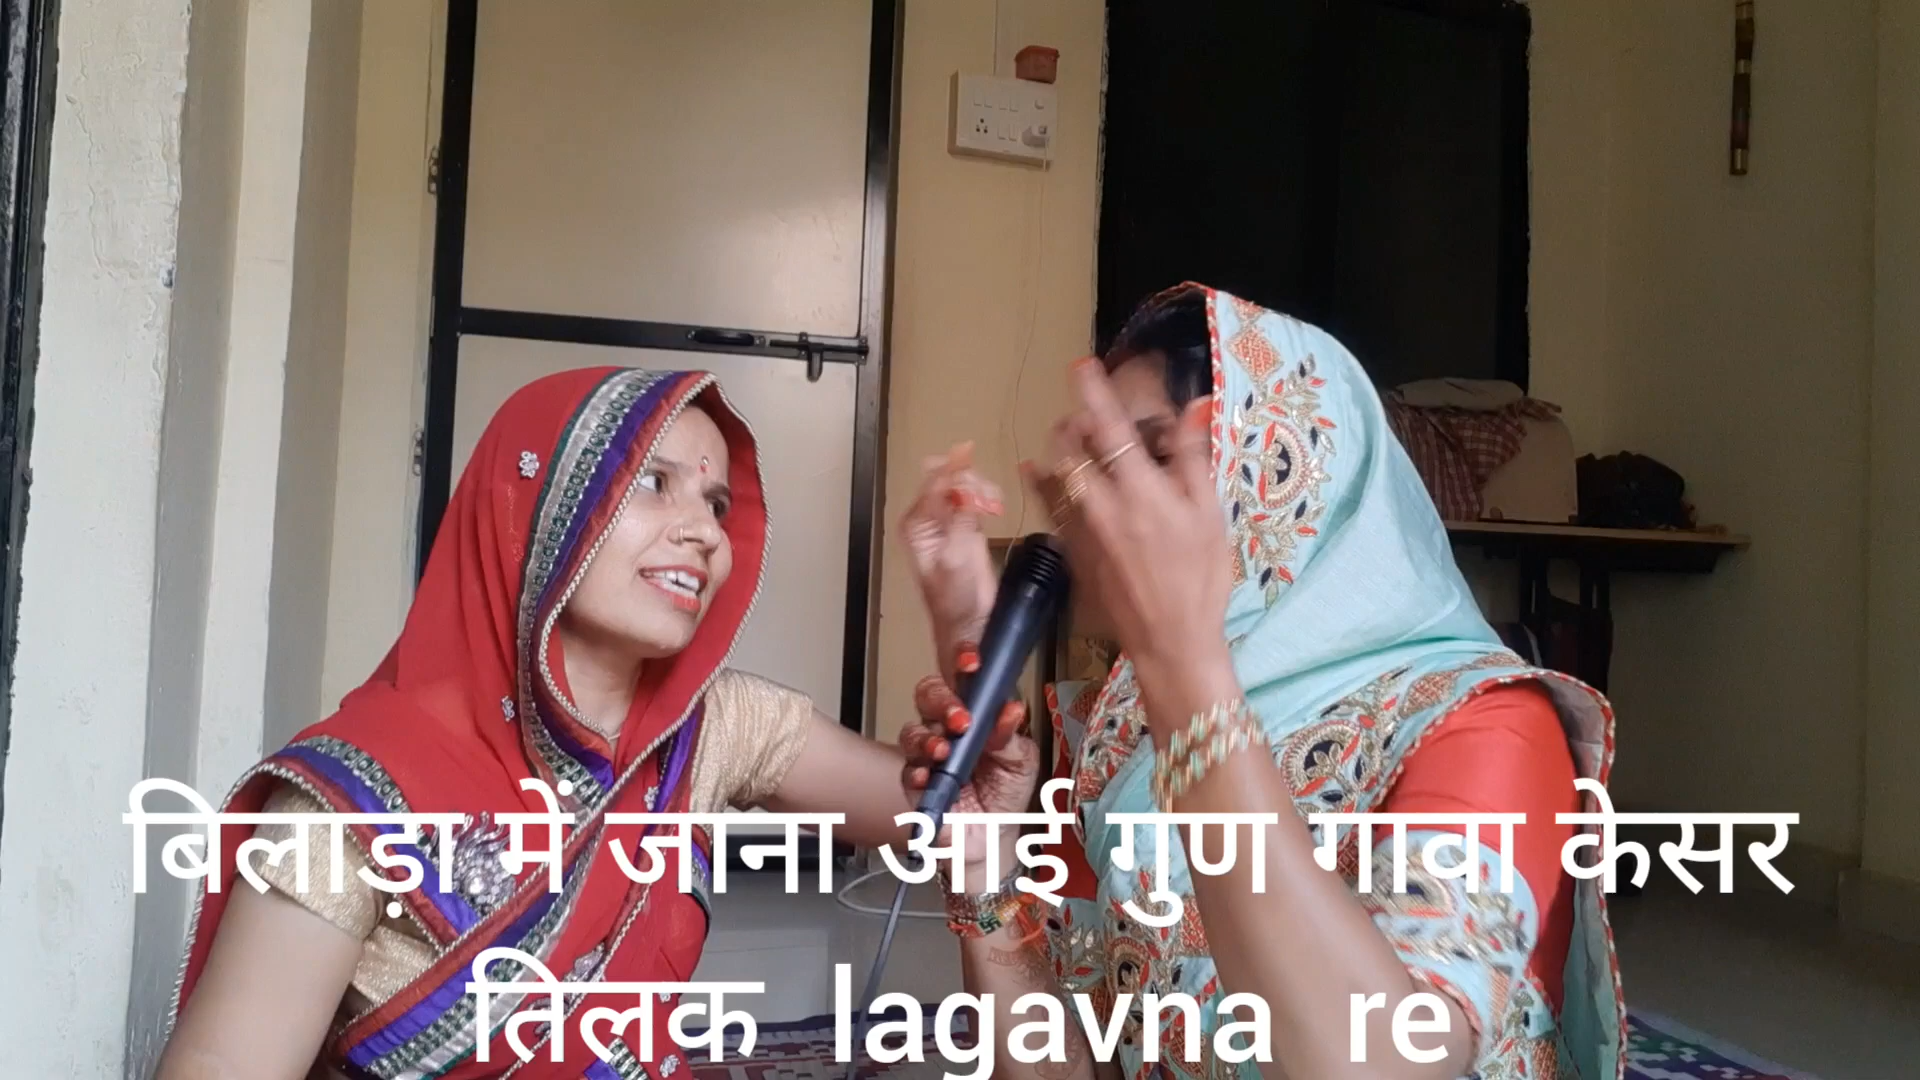 बिलाड़ा में जाना आई गुण गावा केसर
तिलक lagavna re